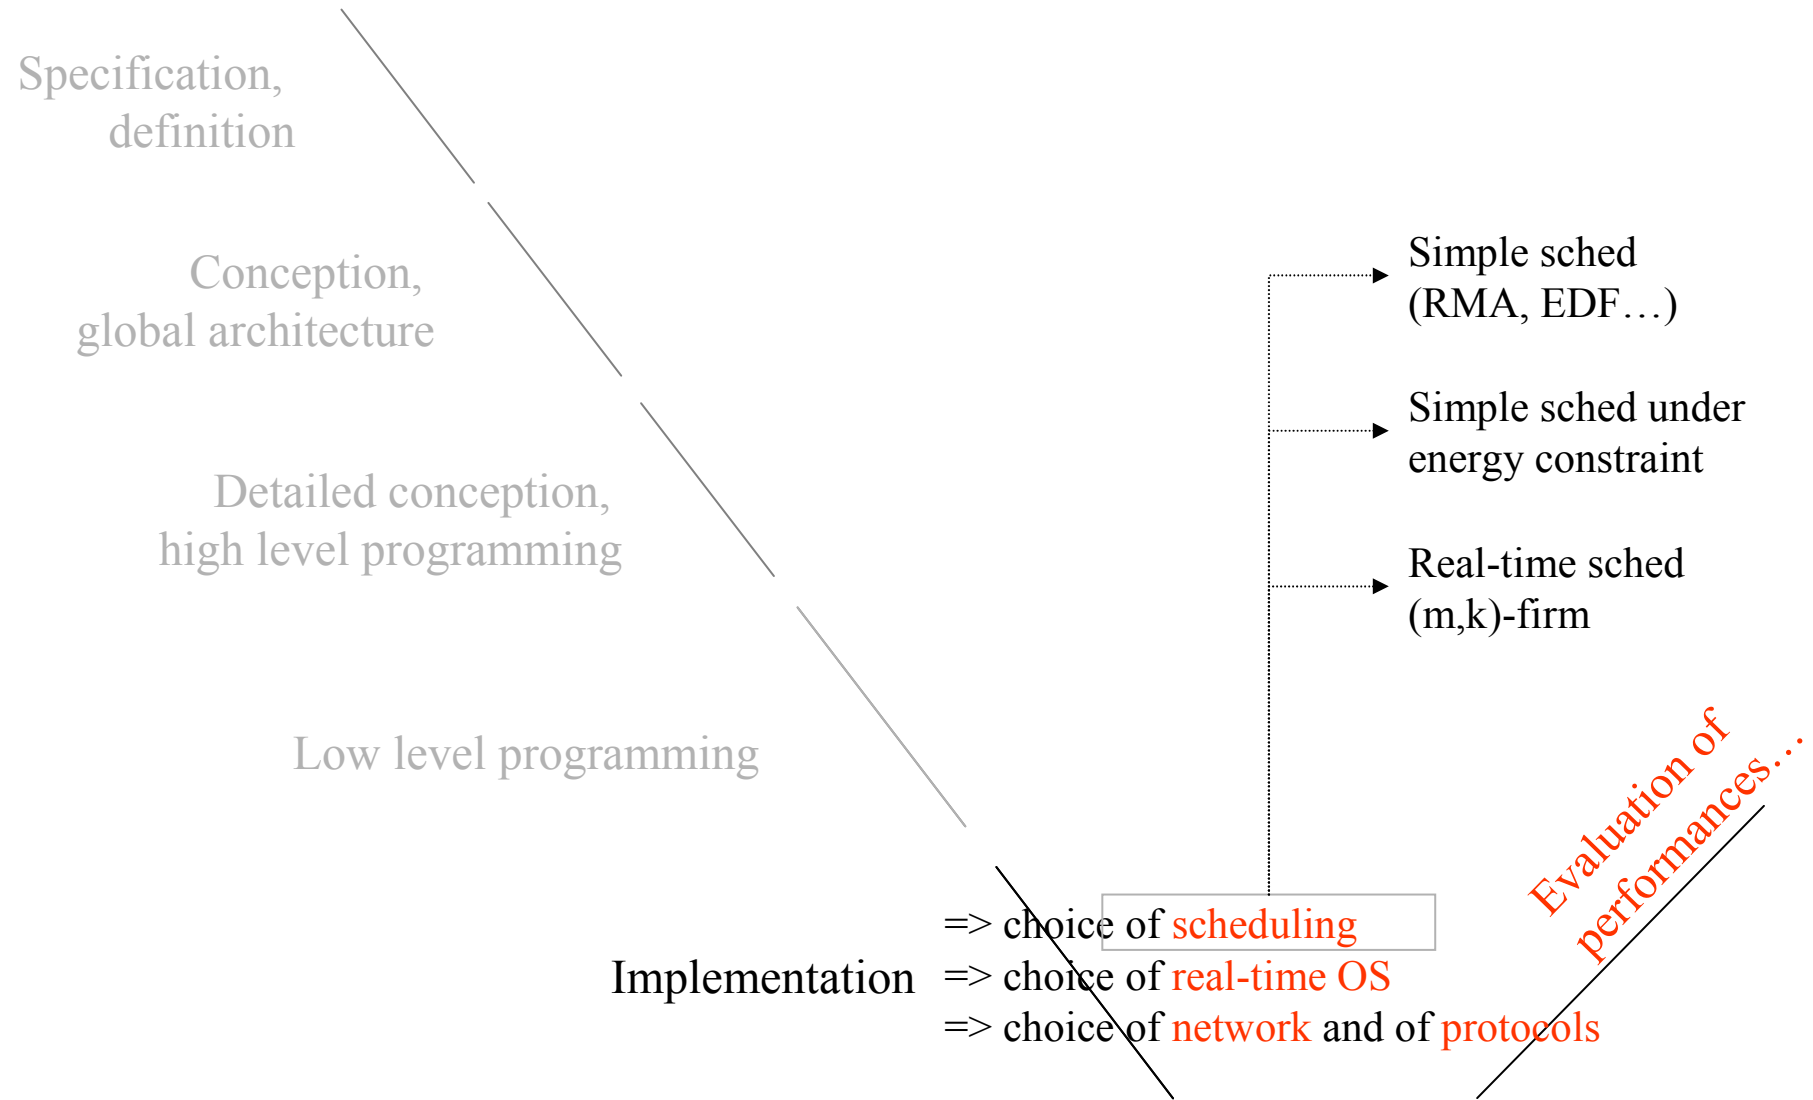 Specification,
definition
Conception,
global architecture
Detailed conception,
high level programming
Low level programming
Simple sched
(RMA, EDF…)
Simple sched under
energy constraint
Real-time sched
(m,k)-firm
Evaluation of
performances…
Implementation
=> choice of scheduling
=> choice of real-time OS
=> choice of network and of protocols